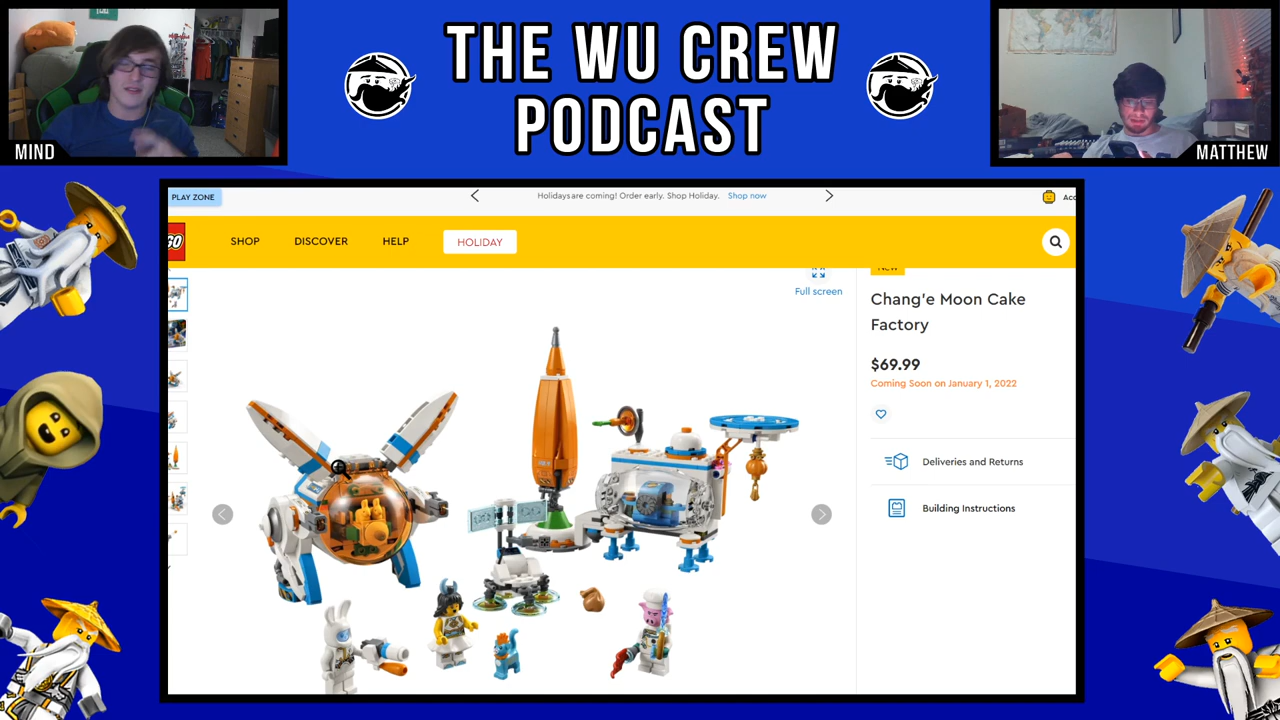 THE WU CREW
PODCAST
MIND
MATTHEW
PLAY ZONE
Holidays are coming! Order early. Shop Holiday. Shop now
SHOP
DISCOVER
HELP
HOLIDAY
Full screen
Chang'e Moon Cake
Factory
$69.99
Coming Soon on January 1, 2022
Deliveries and Returns
Building Instructions